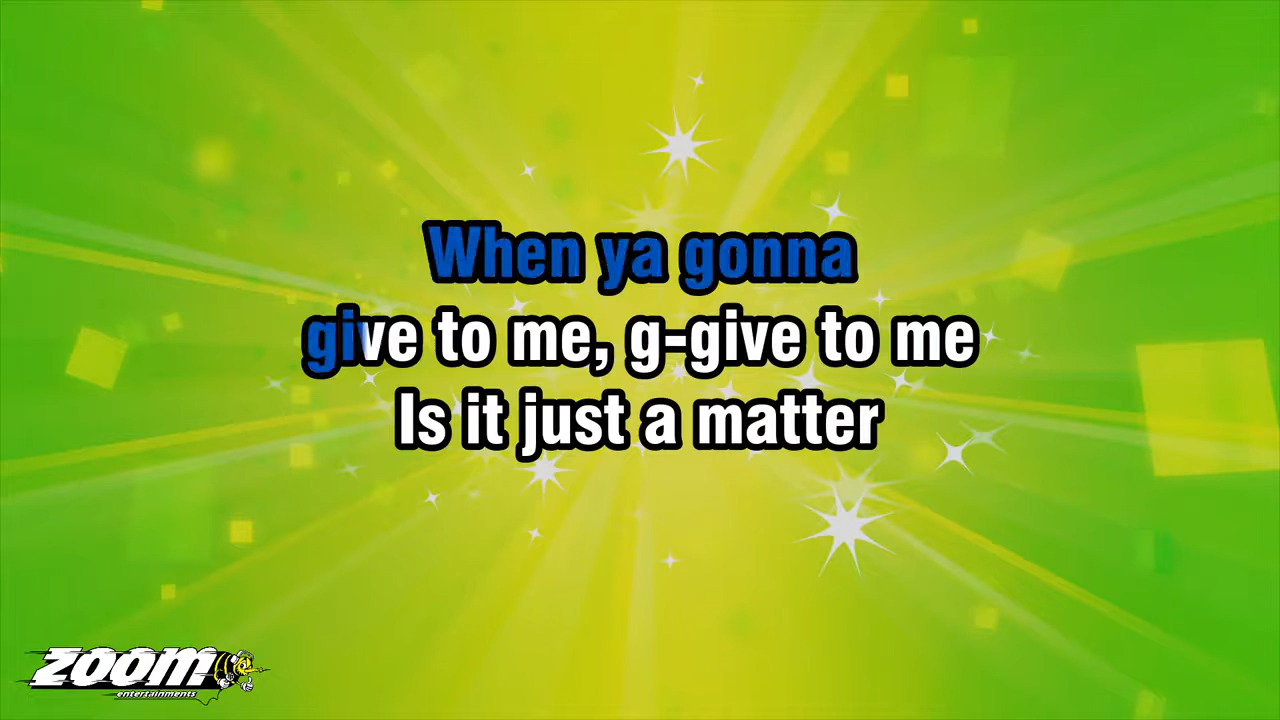 When ya gonna
give to me, g-give to me
Is it just a matter
ZOOM
entertainments